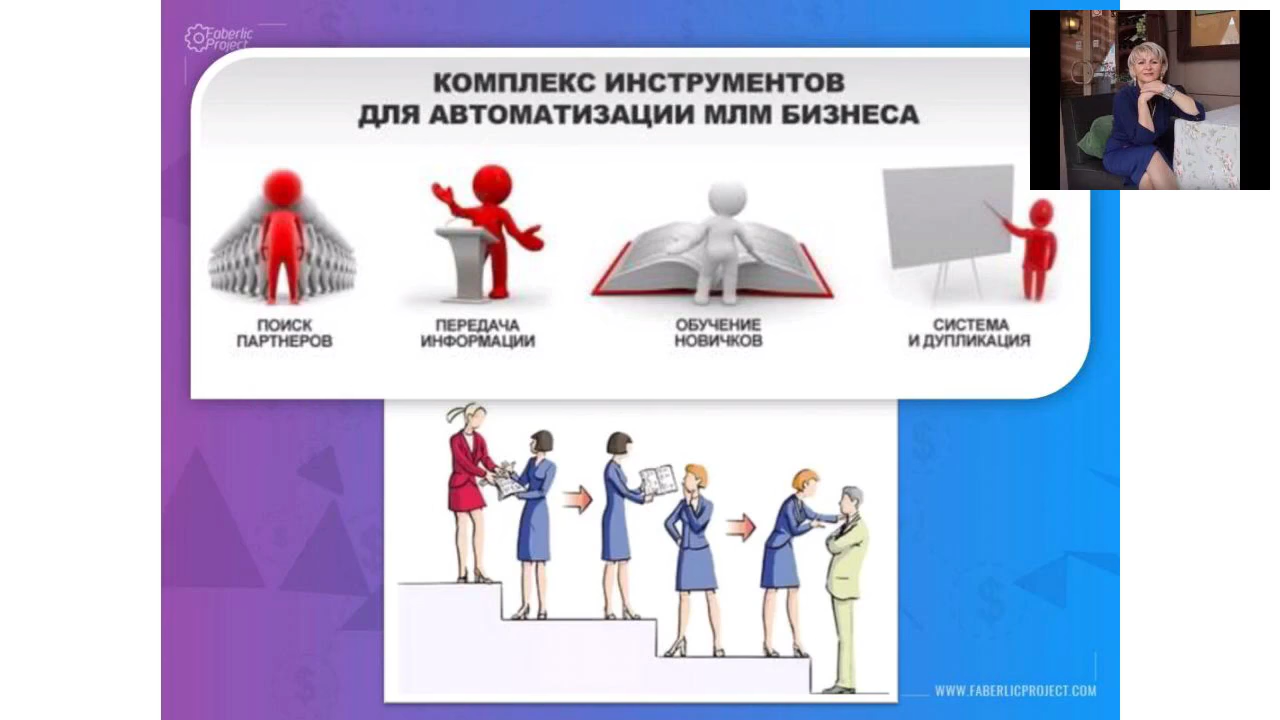 Faberlic
Project
КОМПЛЕКС ИНСТРУМЕНТОВ
ДЛЯ АВТОМАТИЗАЦИИ МЛМ БИЗНЕСА
ПОИСК
ПАРТНЕРОВ
ПЕРЕДАЧА
ИНФОРМАЦИИ
ОБУЧЕНИЕ
НОВИЧКОВ
СИСТЕМА
И ДУПЛИКАЦИЯ
WWW.FABERLICPROJECT.COM